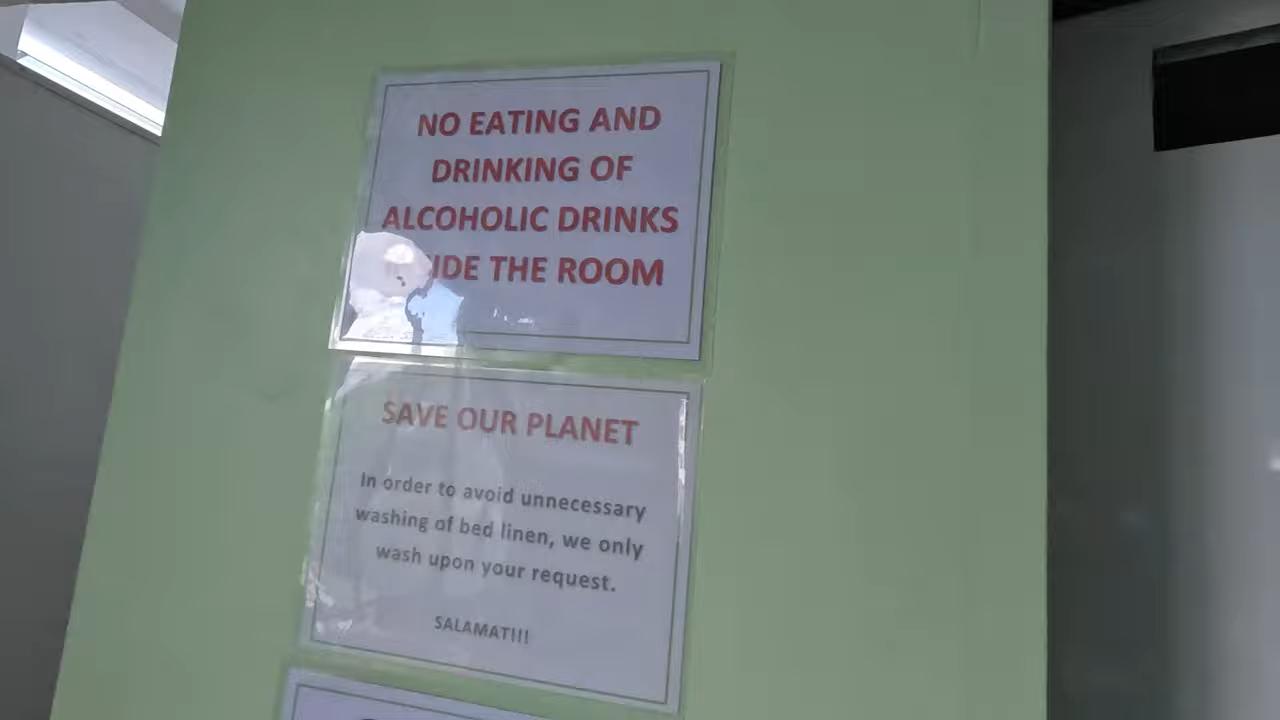 NO EATING AND
DRINKING OF
ALCOHOLIC DRINKS
IDE THE ROOM
SAVE OUR PLANET
In order to avoid unnecessary
washing of bed linen, we only
wash upon your request.
SALAMAT!!!